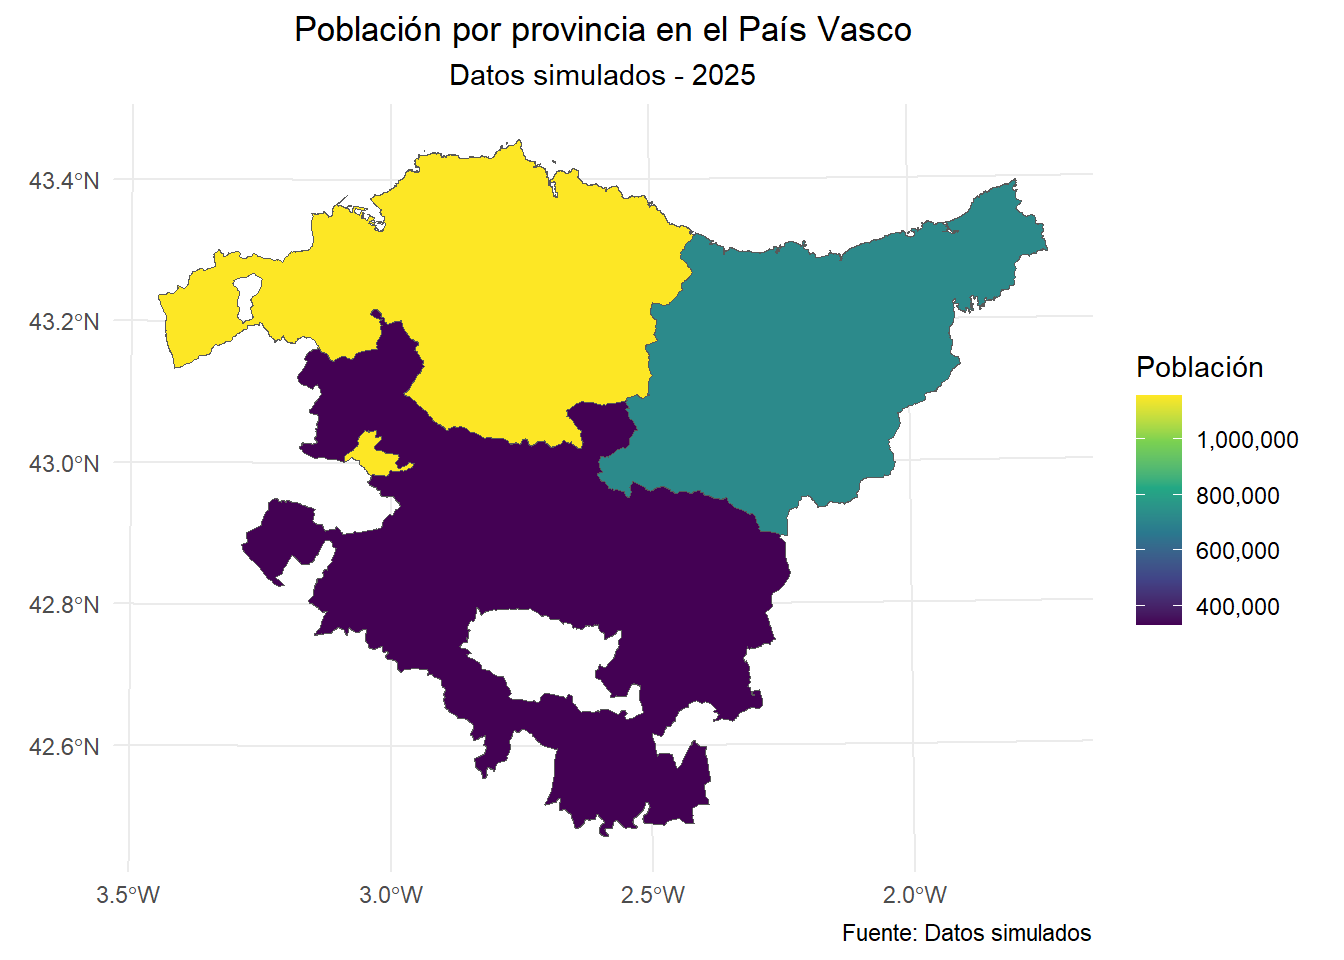 Población por provincia en el País Vasco
Datos simulados - 2025
43.4°N
43.2°N
43.0°N
42.8°N
42.6°N
3.5°W
3.0°W
2.5°W
2.0°W
Población
1,000,000
800,000
600,000
400,000
Fuente: Datos simulados